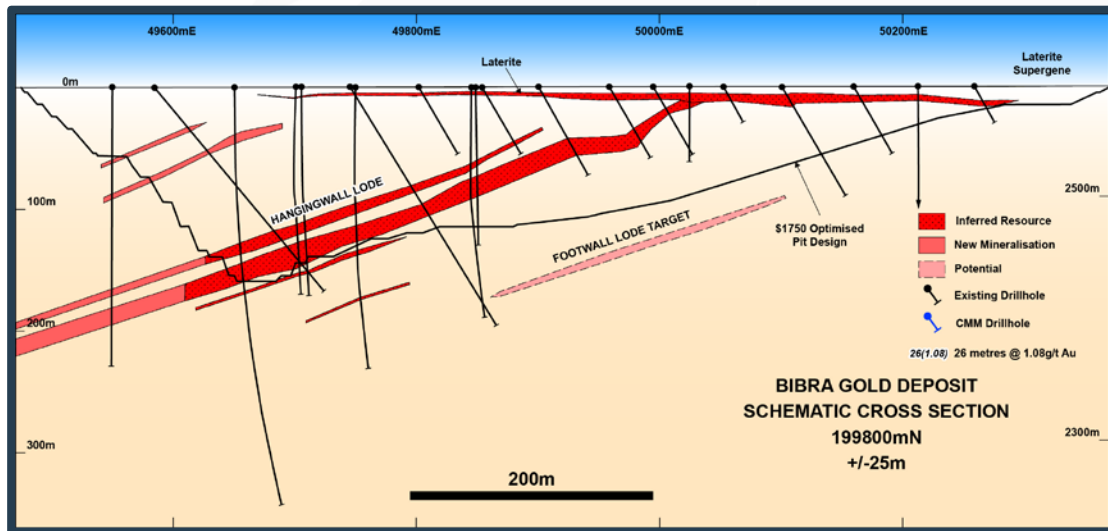 49600mE
49800mE
50000mE
50200mE
0m
Laterite
Laterite
Supergene
HANGINGWALL LODE
100m
2500m
FOOTWALL LODE TARGET
$1750 Optimised
Pit Design
Inferred Resource
New Mineralisation
Potential
Existing Drillhole
CMM Drillhole
26(1.08) 26 metres @ 1.08g/t Au
200m
BIBRA GOLD DEPOSIT
SCHEMATIC CROSS SECTION
199800mN
+/-25m
2300m
300m
200m